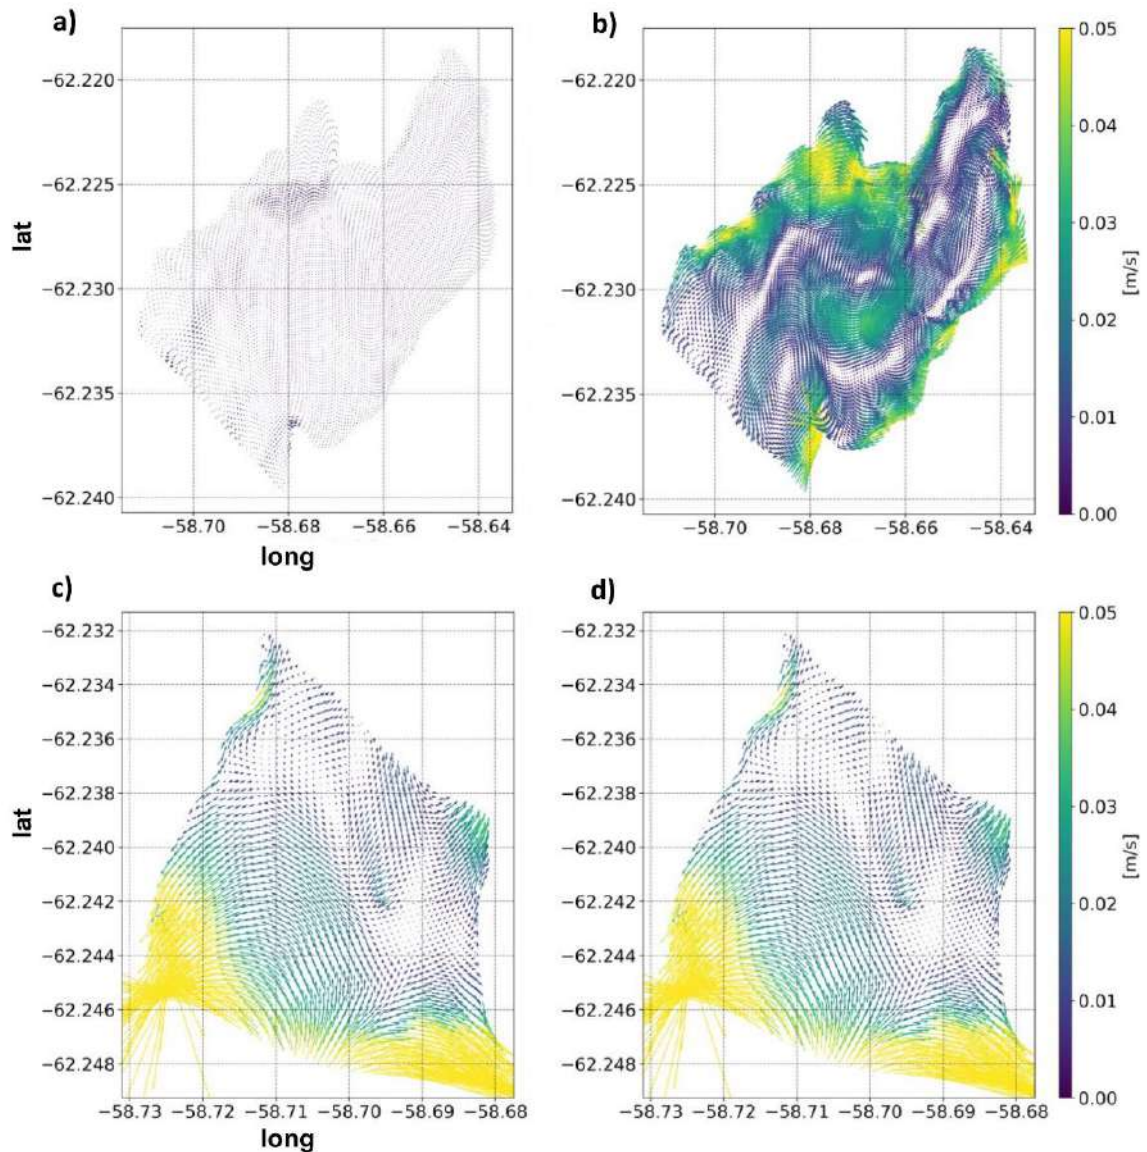 a) b)
−62.220 −62.220
−62.225 −62.225
−62.230 −62.230
−62.235 −62.235
−62.240 −62.240
lat
−58.70 −58.68 −58.66 −58.64
long
−58.70 −58.68 −58.66 −58.64
0.05
0.04
0.03
0.02
0.01
0.00
[m/s]
c) d)
−62.232 −62.232
−62.234 −62.234
−62.236 −62.236
−62.238 −62.238
−62.240 −62.240
−62.242 −62.242
−62.244 −62.244
−62.246 −62.246
−62.248 −62.248
lat
−58.73 −58.72 −58.71 −58.70 −58.69 −58.68
long
−58.73 −58.72 −58.71 −58.70 −58.69 −58.68
0.05
0.04
0.03
0.02
0.01
0.00
[m/s]